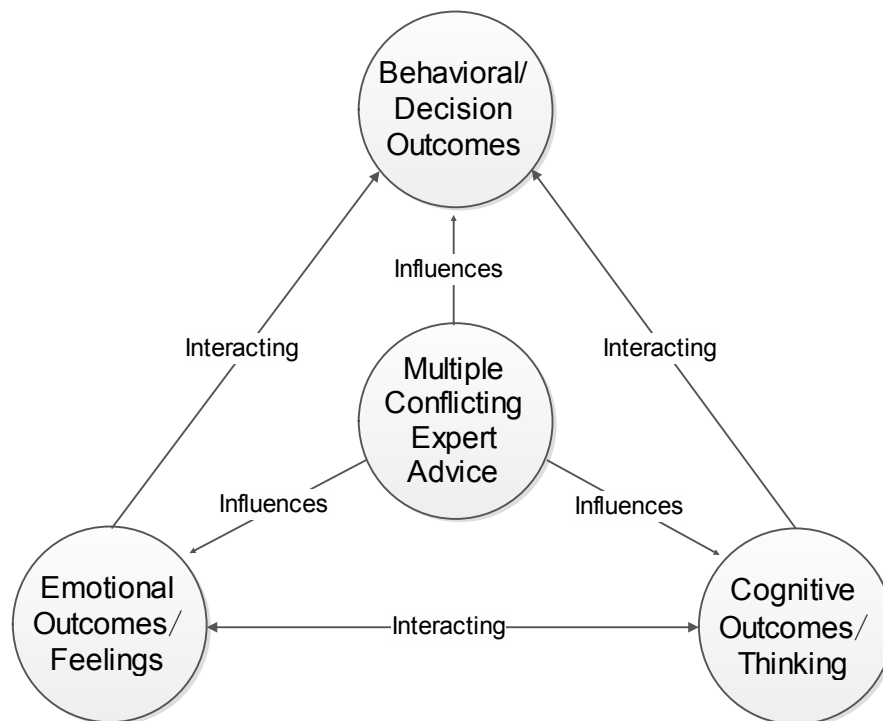 Behavioral/
Decision
Outcomes
Influences
Interacting
Interacting
Multiple
Conflicting
Expert
Advice
Influences
Influences
Emotional
Outcomes/
Feelings
Interacting
Cognitive
Outcomes/
Thinking